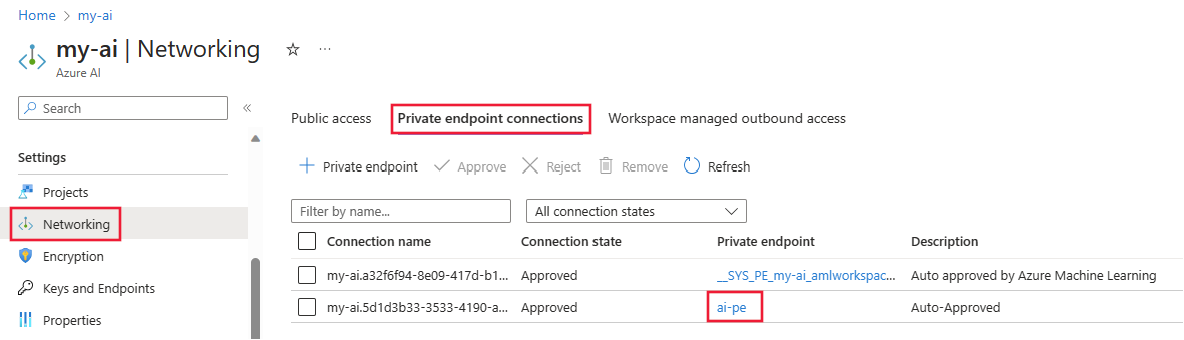 Home > my-ai
my-ai | Networking ☆ ...
Azure AI
Search «
Public access Private endpoint connections Workspace managed outbound access
Settings
+ Private endpoint Approve Reject Remove Refresh
Projects
Networking
Filter by name... All connection states
Connection name Connection state Private endpoint Description
Encryption
my-ai.a32f6f94-8e09-417d-b1... Approved __SYS_PE_my-ai_amlworkspac... Auto approved by Azure Machine Learning
Keys and Endpoints
my-ai.5d1d3b33-3533-4190-a... Approved ai-pe Auto-Approved
Properties